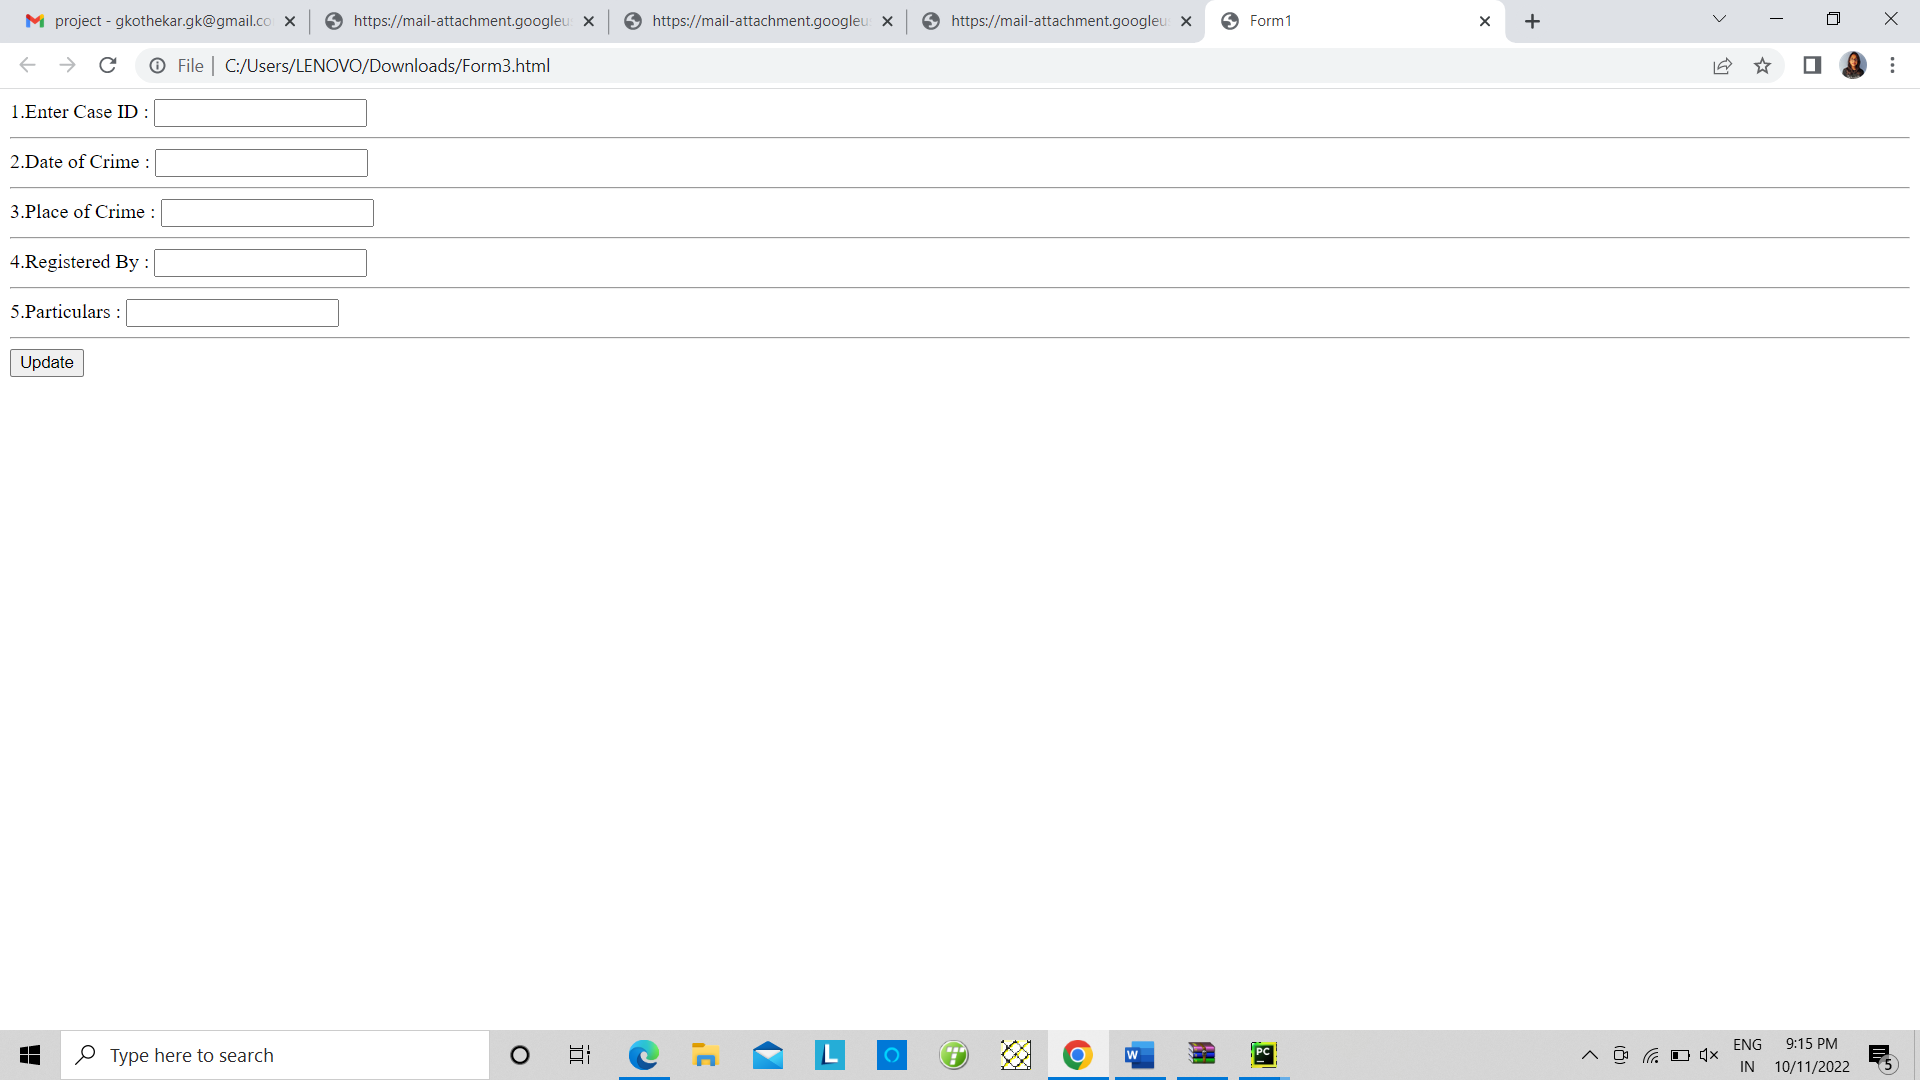 project - gkothekar.gk@gmail.co
https://mail-attachment.googleu
https://mail-attachment.googleu
https://mail-attachment.googleu
Form1
File
C:/Users/LENOVO/Downloads/Form3.html
1.Enter Case ID :
2.Date of Crime :
3.Place of Crime :
4.Registered By :
5.Particulars :
Update
Type here to search
L
W
PC
ENG
IN
9:15 PM
10/11/2022
5